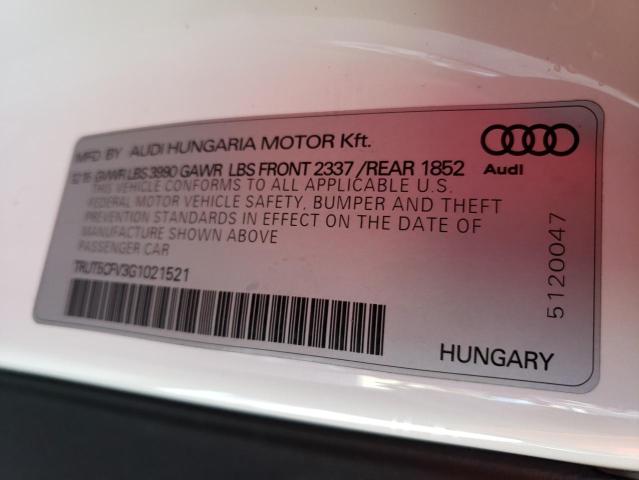 MFD BY AUDI HUNGARIA MOTOR Kft.
02/16 GVWR LBS 3990 GAWR LBS FRONT 2337 /REAR 1852
THIS VEHICLE CONFORMS TO ALL APPLICABLE U.S.
FEDERAL MOTOR VEHICLE SAFETY, BUMPER AND THEFT
PREVENTION STANDARDS IN EFFECT ON THE DATE OF
MANUFACTURE SHOWN ABOVE
PASSENGER CAR
TRUT5CFV3G1021521
Audi
5120047
HUNGARY